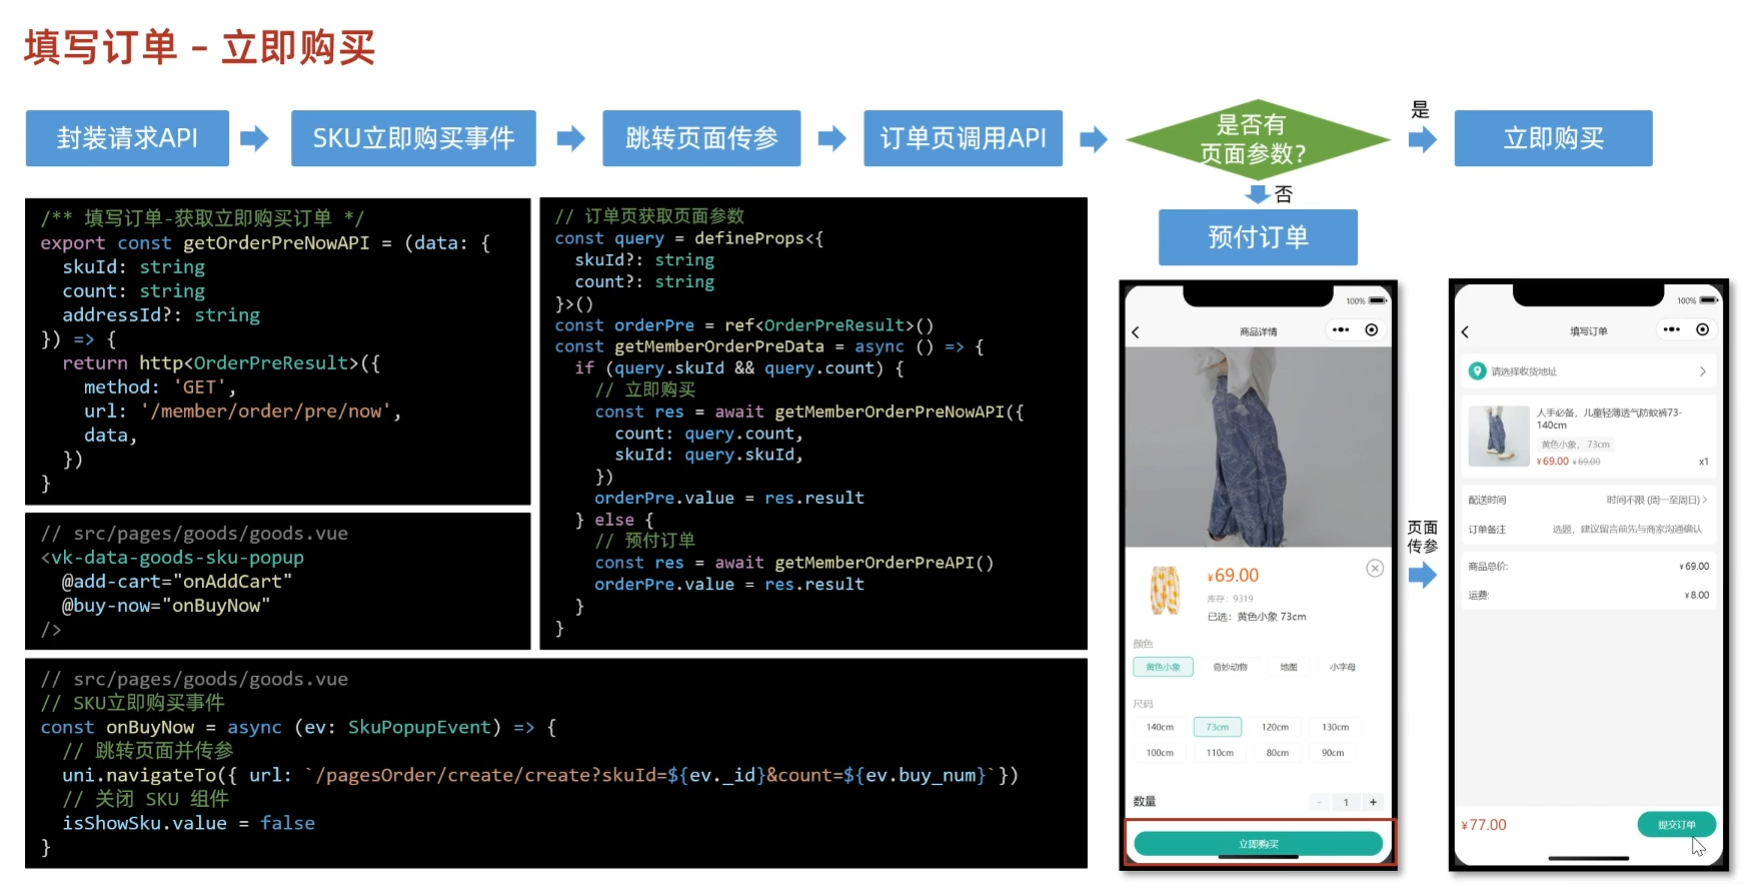 填写订单 – 立即购买
封装请求API
SKU立即购买事件
跳转页面传参
订单页调用API
是否有
页面参数?
是
立即购买
否
预付订单
/** 填写订单-获取立即购买订单 */
export const getOrderPreNowAPI = (data: {
  skuId: string
  count: string
  addressId?: string
}) => {
  return http<OrderPreResult>({
    method: 'GET',
    url: '/member/order/pre/now',
    data,
  })
}
// src/pages/goods/goods.vue
<vk-data-goods-sku-popup
  @add-cart="onAddCart"
  @buy-now="onBuyNow"
/>
// 订单页获取页面参数
const query = defineProps<{
  skuId?: string
  count?: string
}>()
const orderPre = ref<OrderPreResult>()
const getMemberOrderPreData = async () => {
  if (query.skuId && query.count) {
    // 立即购买
    const res = await getMemberOrderPreNowAPI({
      count: query.count,
      skuId: query.skuId,
    })
    orderPre.value = res.result
  } else {
    // 预付订单
    const res = await getMemberOrderPreAPI()
    orderPre.value = res.result
  }
}
// src/pages/goods/goods.vue
// SKU立即购买事件
const onBuyNow = async (ev: SkuPopupEvent) => {
  // 跳转页面并传参
  uni.navigateTo({ url: `/pagesOrder/create/create?skuId=${ev._id}&count=${ev.buy_num}`})
  // 关闭 SKU 组件
  isShowSku.value = false
}
100%
商品详情
¥69.00
库存：9319
已选：黄色小象 73cm
颜色
黄色小象 奇妙动物 地图 小字母
尺码
140cm 73cm 120cm 130cm
100cm 110cm 80cm 90cm
数量
- 1 +
立即购买
页面
传参
100%
填写订单
请选择收货地址
人手必备，儿童轻薄透气防蚊裤73-
140cm
黄色小象，73cm
¥69.00 ¥69.00
x1
配送时间 时间不限 (周一至周日)
订单备注 选题，建议留言前先与商家沟通确认
商品总价: ¥69.00
运费: ¥8.00
¥77.00
提交订单